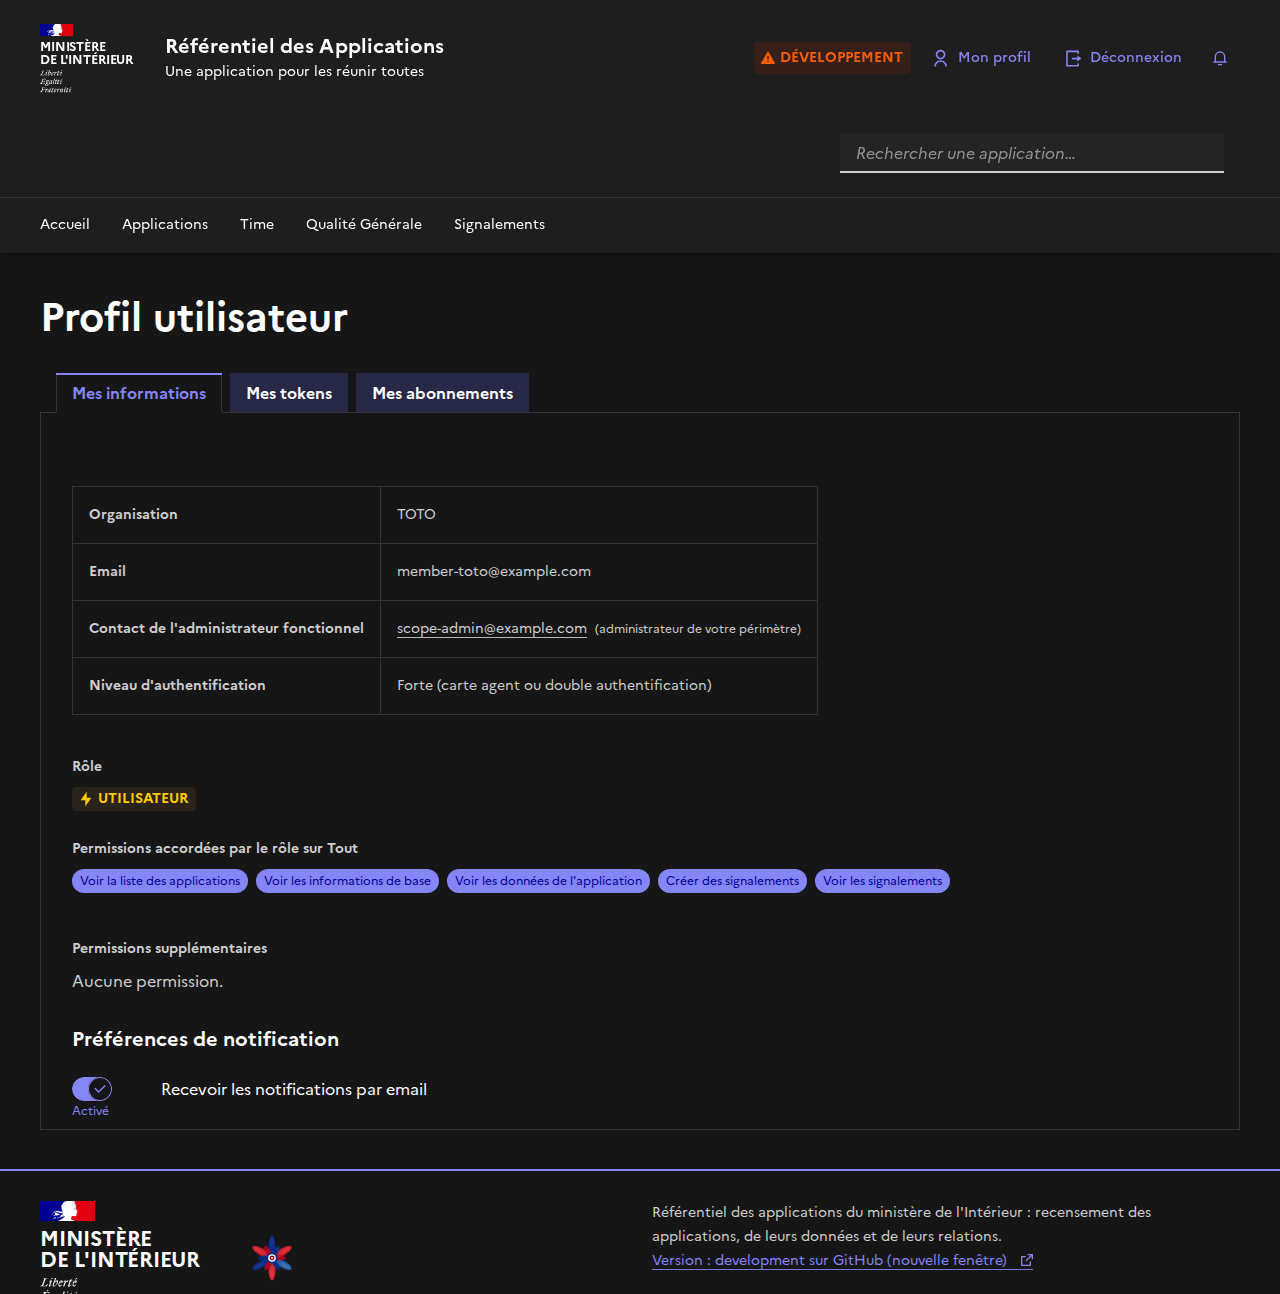 MINISTÈRE
DE L'INTÉRIEUR
Liberté
Égalité
Fraternité
Référentiel des Applications
Une application pour les réunir toutes
DÉVELOPPEMENT
Mon profil
Déconnexion
Rechercher une application…
Accueil
Applications
Time
Qualité Générale
Signalements
Profil utilisateur
Mes informations
Mes tokens
Mes abonnements
Organisation
TOTO
Email
member-toto@example.com
Contact de l'administrateur fonctionnel
scope-admin@example.com (administrateur de votre périmètre)
Niveau d'authentification
Forte (carte agent ou double authentification)
Rôle
UTILISATEUR
Permissions accordées par le rôle sur Tout
Voir la liste des applications
Voir les informations de base
Voir les données de l'application
Créer des signalements
Voir les signalements
Permissions supplémentaires
Aucune permission.
Préférences de notification
Recevoir les notifications par email
Activé
MINISTÈRE
DE L'INTÉRIEUR
Liberté
Référentiel des applications du ministère de l'Intérieur : recensement des
applications, de leurs données et de leurs relations.
Version : development sur GitHub (nouvelle fenêtre)